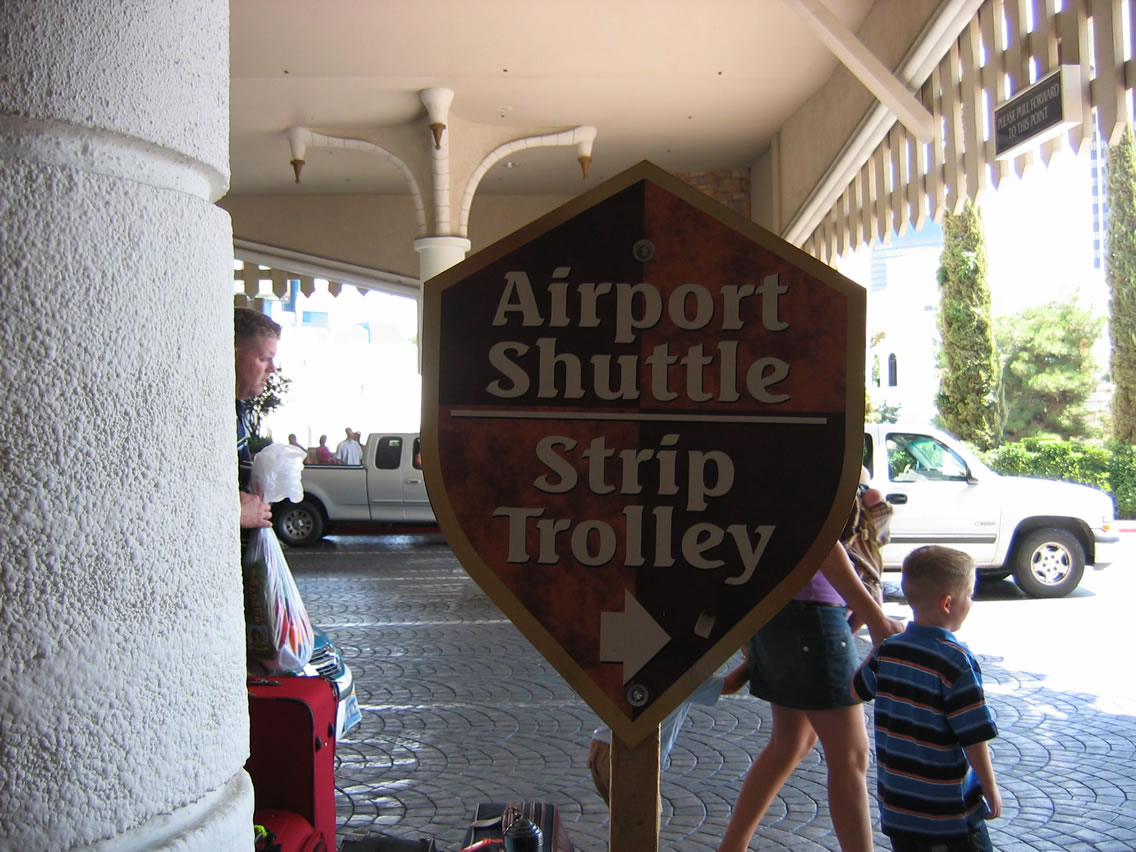 PLEASE PULL FORWARD
TO THIS POINT
Airport
Shuttle
Strip
Trolley